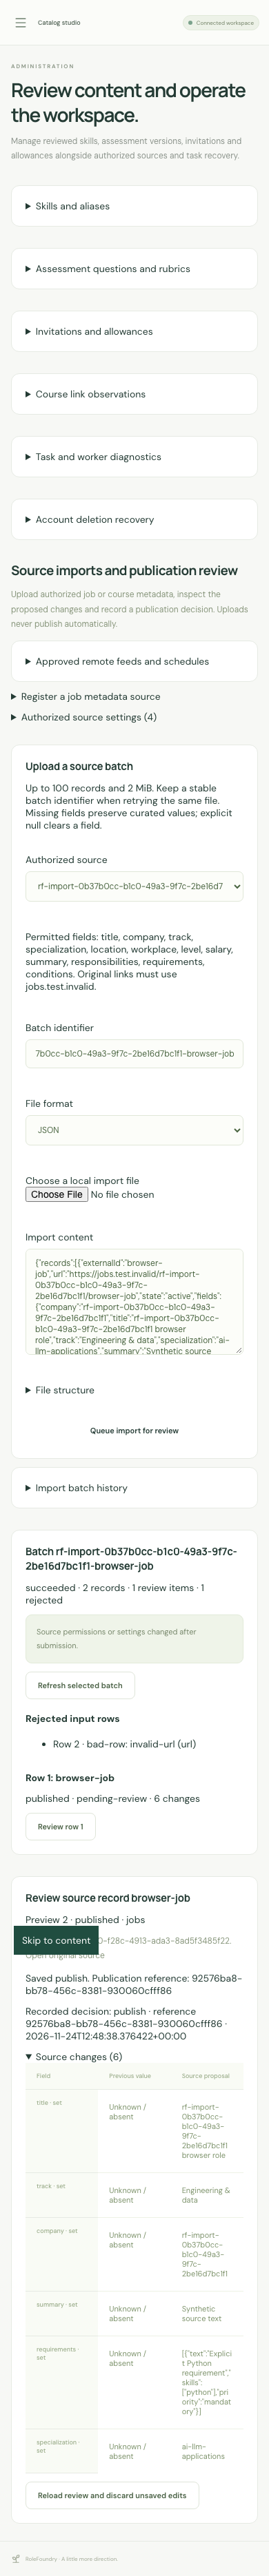 Catalog studio
Connected workspace
ADMINISTRATION
Review content and operate
the workspace.
Manage reviewed skills, assessment versions, invitations and
allowances alongside authorized sources and task recovery.
Skills and aliases
Assessment questions and rubrics
Invitations and allowances
Course link observations
Task and worker diagnostics
Account deletion recovery
Source imports and publication review
Upload authorized job or course metadata, inspect the
proposed changes and record a publication decision. Uploads
never publish automatically.
Approved remote feeds and schedules
Register a job metadata source
Authorized source settings (4)
Upload a source batch
Up to 100 records and 2 MiB. Keep a stable
batch identifier when retrying the same file.
Missing fields preserve curated values; explicit
null clears a field.
Authorized source
rf-import-0b37b0cc-b1c0-49a3-9f7c-2be16d7
Permitted fields: title, company, track,
specialization, location, workplace, level, salary,
summary, responsibilities, requirements,
conditions. Original links must use
jobs.test.invalid.
Batch identifier
7b0cc-b1c0-49a3-9f7c-2be16d7bc1f1-browser-job
File format
JSON
Choose a local import file
Choose File No file chosen
Import content
{"records":[{"externalId":"browser-
job","url":"https://jobs.test.invalid/rf-import-
0b37b0cc-b1c0-49a3-9f7c-
2be16d7bc1f1/browser-job","state":"active","fields":
{"company":"rf-import-0b37b0cc-b1c0-49a3-
9f7c-2be16d7bc1f1","title":"rf-import-0b37b0cc-
b1c0-49a3-9f7c-2be16d7bc1f1 browser
role","track":"Engineering & data","specialization":"ai-
llm-applications","summary":"Synthetic source
File structure
Queue import for review
Import batch history
Batch rf-import-0b37b0cc-b1c0-49a3-9f7c-
2be16d7bc1f1-browser-job
succeeded · 2 records · 1 review items · 1
rejected
Source permissions or settings changed after
submission.
Refresh selected batch
Rejected input rows
Row 2 · bad-row: invalid-url (url)
Row 1: browser-job
published · pending-review · 6 changes
Review row 1
Review source record browser-job
Preview 2 · published · jobs
Skip to content
0-f28c-4913-ada3-8ad5f3485f22.
Open original source
Saved publish. Publication reference: 92576ba8-
bb78-456c-8381-930060cfff86
Recorded decision: publish · reference
92576ba8-bb78-456c-8381-930060cfff86 ·
2026-11-24T12:48:38.376422+00:00
Source changes (6)
Field Previous value Source proposal
title · set Unknown / absent rf-import-0b37b0cc-b1c0-49a3-9f7c-2be16d7bc1f1 browser role
track · set Unknown / absent Engineering & data
company · set Unknown / absent rf-import-0b37b0cc-b1c0-49a3-9f7c-2be16d7bc1f1
summary · set Unknown / absent Synthetic source text
requirements · set Unknown / absent [{"text":"Explicit Python requirement","skills":["python"],"priority":"mandatory"}]
specialization · set Unknown / absent ai-llm-applications
Reload review and discard unsaved edits
RoleFoundry · A little more direction.